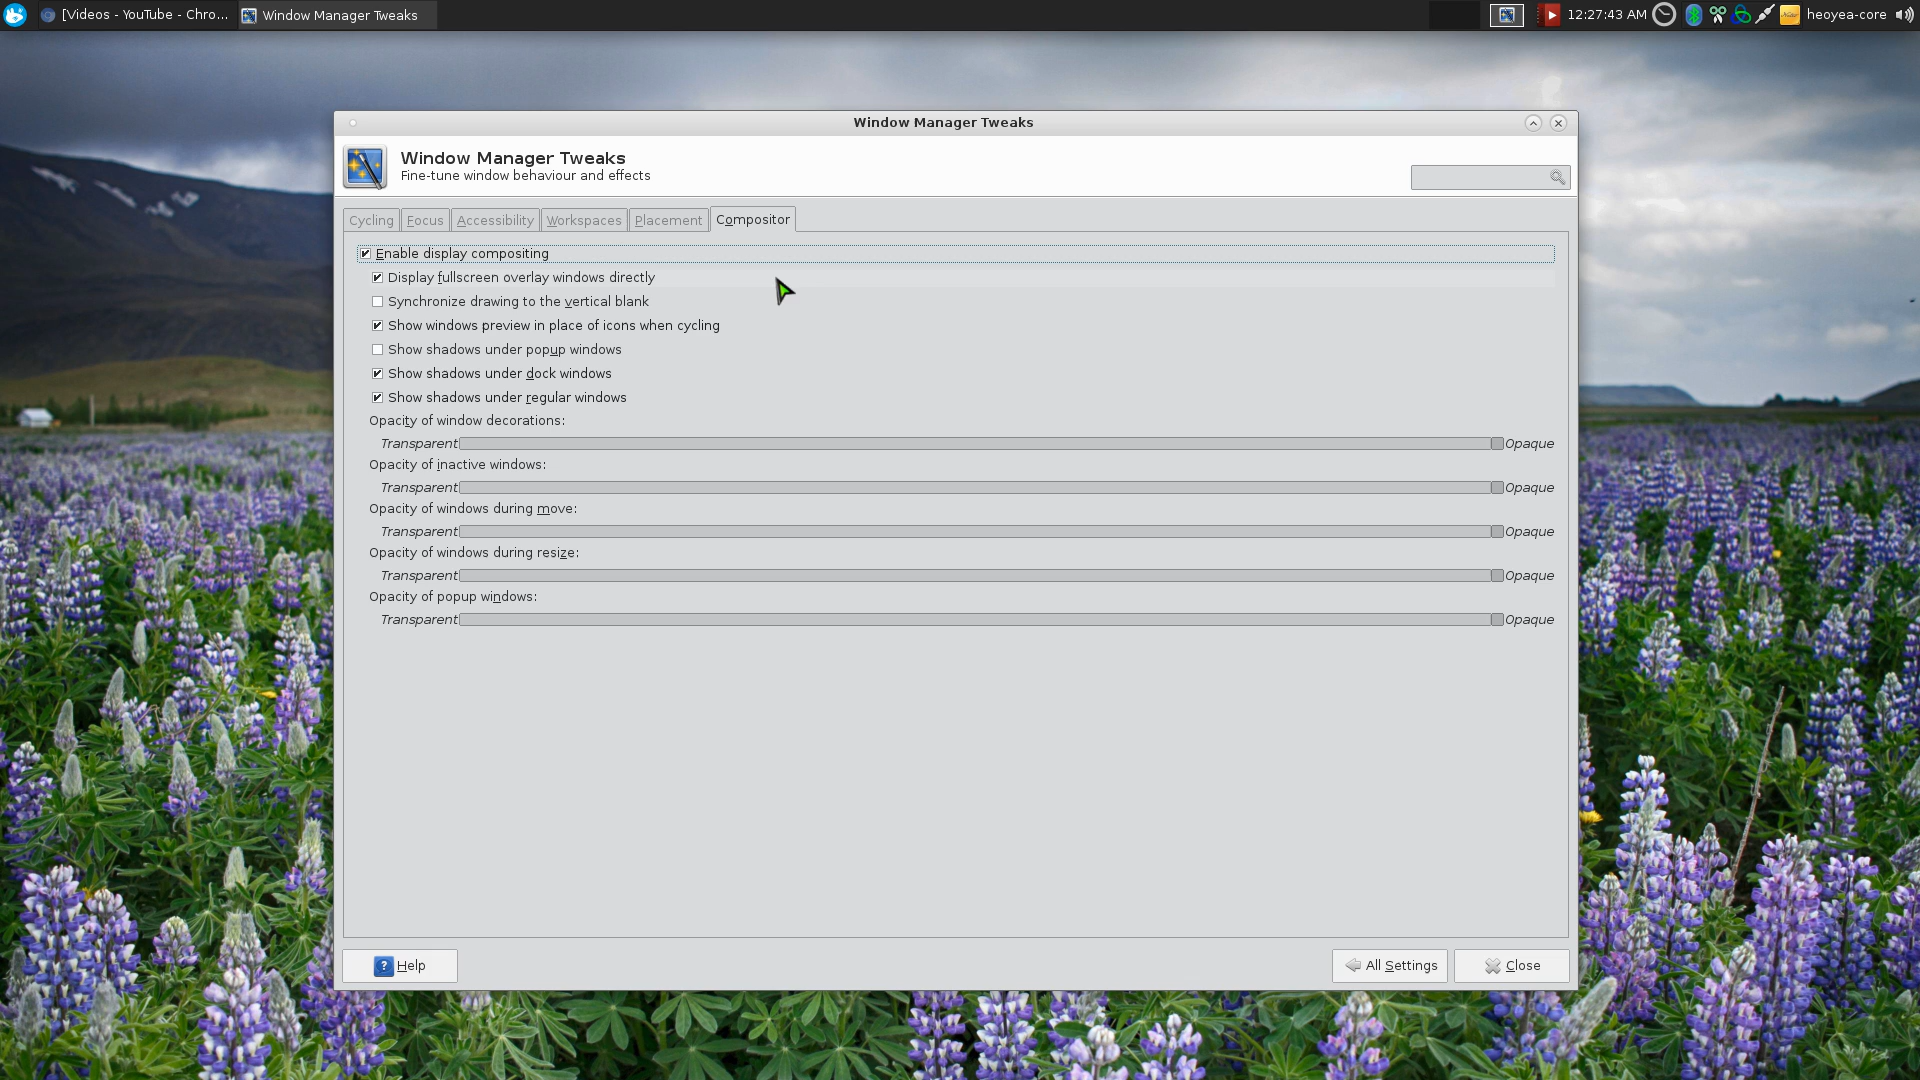 [Videos - YouTube - Chro...
Window Manager Tweaks
12:27:43 AM
heoyea-core
Window Manager Tweaks
Window Manager Tweaks
Fine-tune window behaviour and effects
Cycling
Focus
Accessibility
Workspaces
Placement
Compositor
Enable display compositing
Display fullscreen overlay windows directly
Synchronize drawing to the vertical blank
Show windows preview in place of icons when cycling
Show shadows under popup windows
Show shadows under dock windows
Show shadows under regular windows
Opacity of window decorations:
Transparent Opaque
Opacity of inactive windows:
Transparent Opaque
Opacity of windows during move:
Transparent Opaque
Opacity of windows during resize:
Transparent Opaque
Opacity of popup windows:
Transparent Opaque
Help
All Settings
Close